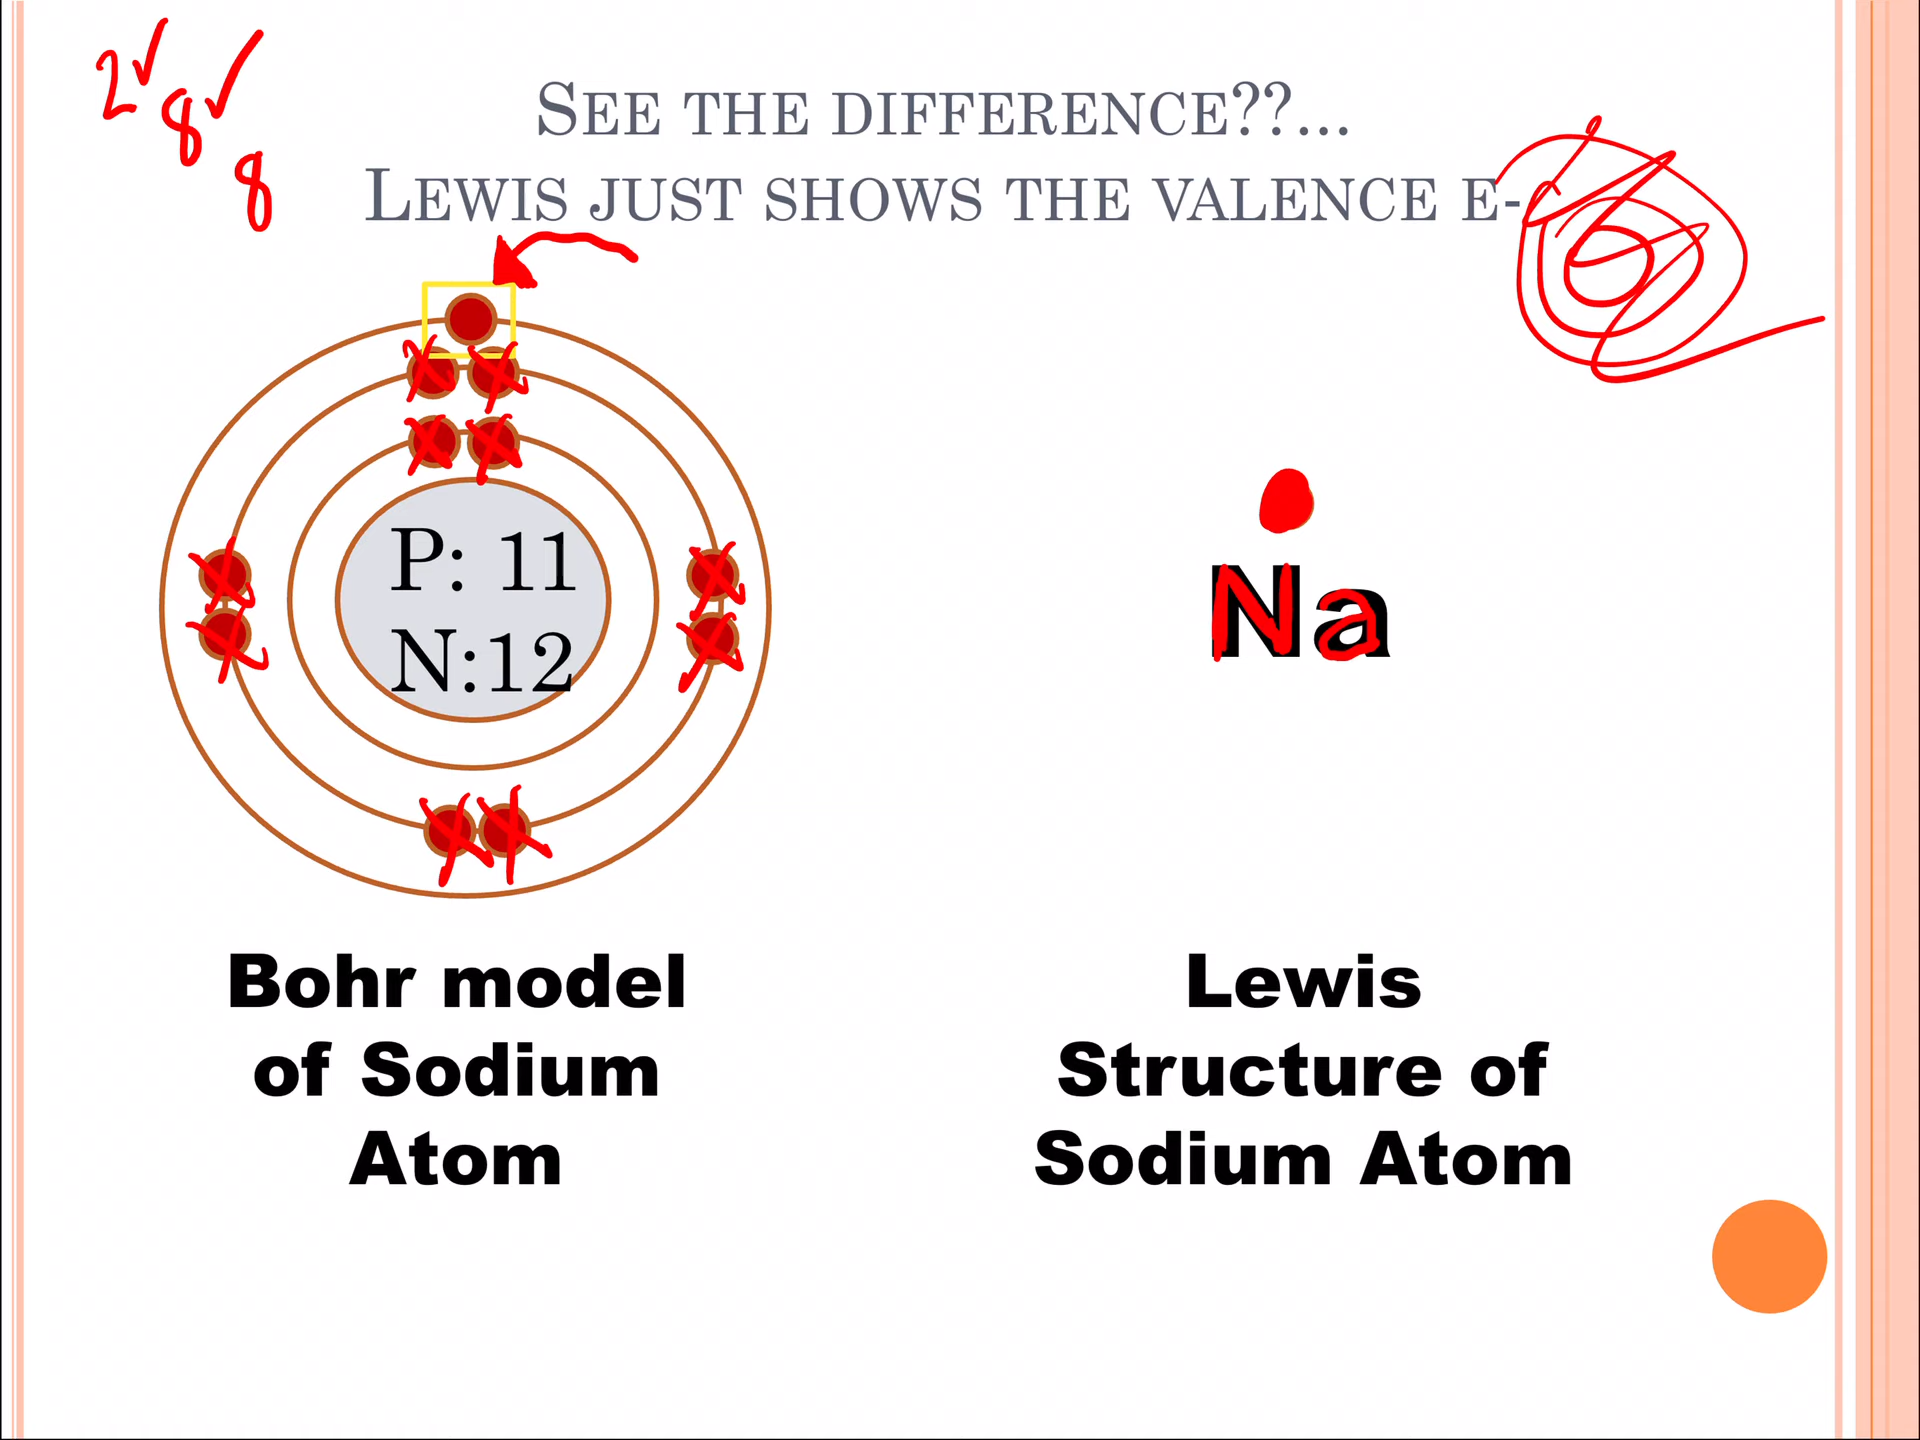 2✓
8✓
8
SEE THE DIFFERENCE??...
LEWIS JUST SHOWS THE VALENCE E-
P: 11
N:12
Na
Bohr model
of Sodium
Atom
Lewis
Structure of
Sodium Atom